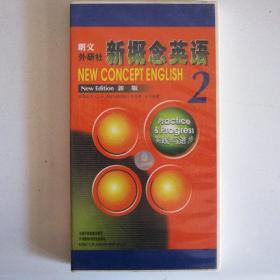 朗文
外研社
新概念英语
NEW CONCEPT ENGLISH
New Edition 新 版
2
Practice
& Progress
实践与进步